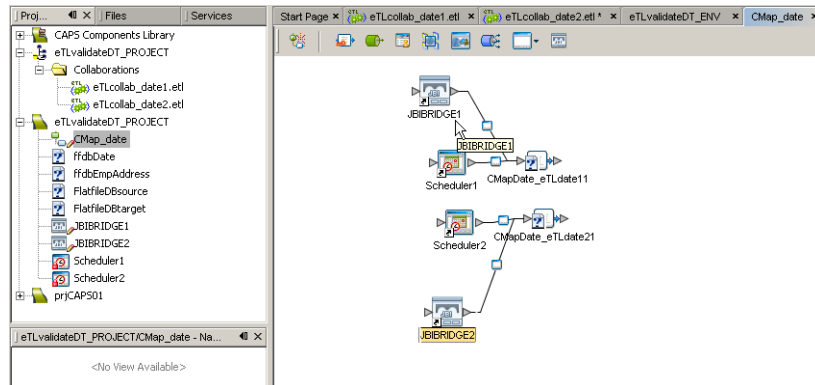 Proj...
Files
Services
CAPS Components Library
eTLvalidateDT_PROJECT
Collaborations
eTLcollab_date1.etl
eTLcollab_date2.etl
eTLvalidateDT_PROJECT
CMap_date
ffdbDate
ffdbEmpAddress
FlatfileDBsource
FlatfileDBtarget
JBIBRIDGE1
JBIBRIDGE2
Scheduler1
Scheduler2
prjCAPS01
eTLvalidateDT_PROJECT/CMap_date - Na...
<No View Available>
Start Page eTLcollab_date1.etl eTLcollab_date2.etl * eTLvalidateDT_ENV CMap_date
JBIBRIDGE1
JBIBRIDGE1
Scheduler1
CMapDate_eTLdate11
Scheduler2
CMapDate_eTLdate21
JBIBRIDGE2